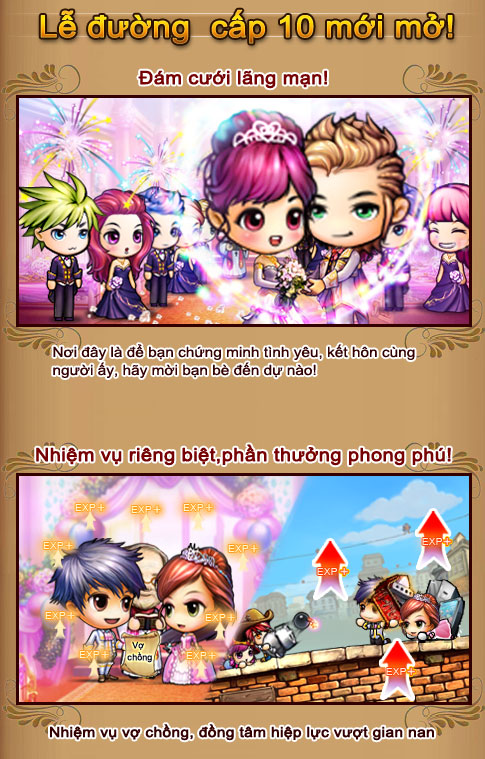 Lễ đường cấp 10 mới mở!
Đám cưới lãng mạn!
Nơi đây là để bạn chứng minh tình yêu, kết hôn cùng
người ấy, hãy mời bạn bè đến dự nào!
Nhiệm vụ riêng biệt,phần thưởng phong phú!
EXP+
EXP+
EXP+
EXP+
EXP+
EXP+
EXP+
EXP+
EXP+
Vợ
chồng
EXP+
EXP+
EXP+
Nhiệm vụ vợ chồng, đồng tâm hiệp lực vượt gian nan